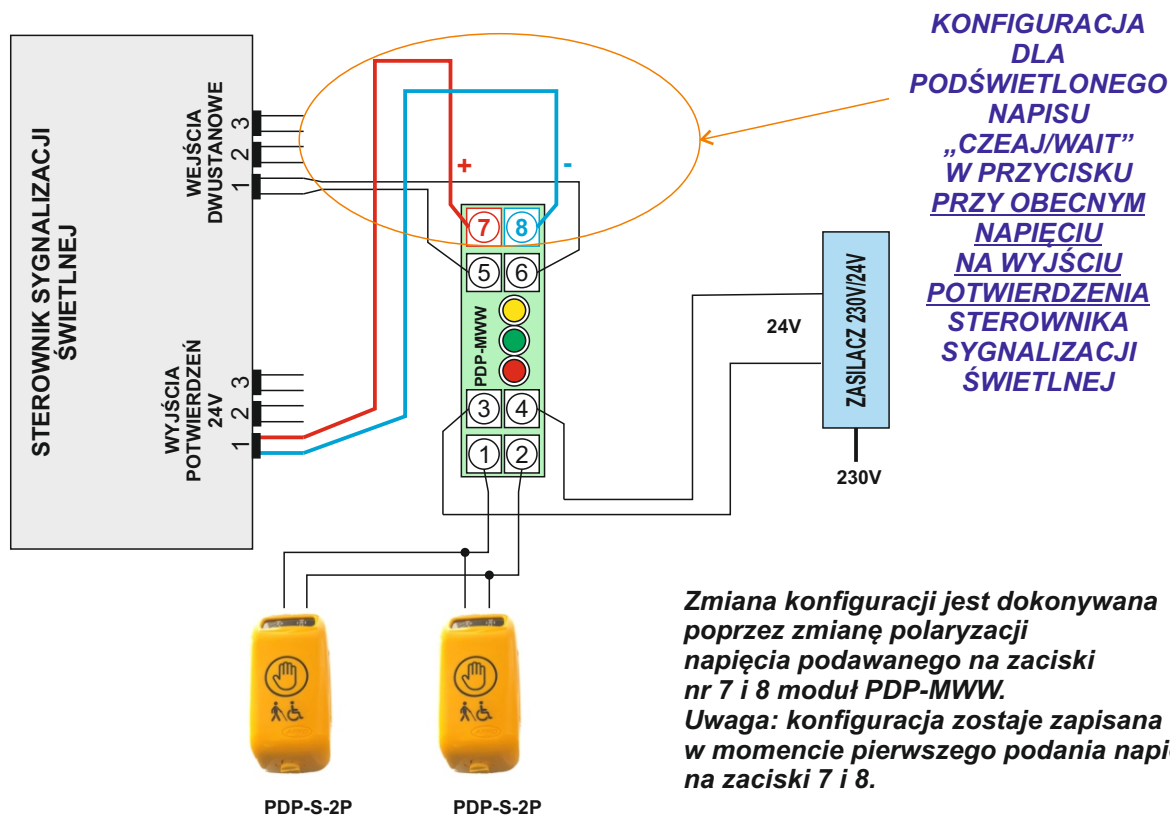 KONFIGURACJA
DLA
PODŚWIETLONEGO
NAPISU
„CZEAJ/WAIT”
W PRZYCISKU
PRZY OBECNYM
NAPIĘCIU
NA WYJŚCIU
POTWIERDZENIA
STEROWNIKA
SYGNALIZACJI
ŚWIETLNEJ
STEROWNIK SYGNALIZACJI
ŚWIETLNEJ
WEJŚCIA
DWUSTANOWE
3
2
1
WYJŚCIA
POTWIERDZEŃ
24V
3
2
1
+
-
7 8
5 6
PDP-MWW
3 4
1 2
24V
ZASILACZ 230V/24V
230V
PDP-S-2P
PDP-S-2P
Zmiana konfiguracji jest dokonywana
poprzez zmianę polaryzacji
napięcia podawanego na zaciski
nr 7 i 8 moduł PDP-MWW.
Uwaga: konfiguracja zostaje zapisana
w momencie pierwszego podania
na zaciski 7 i 8.